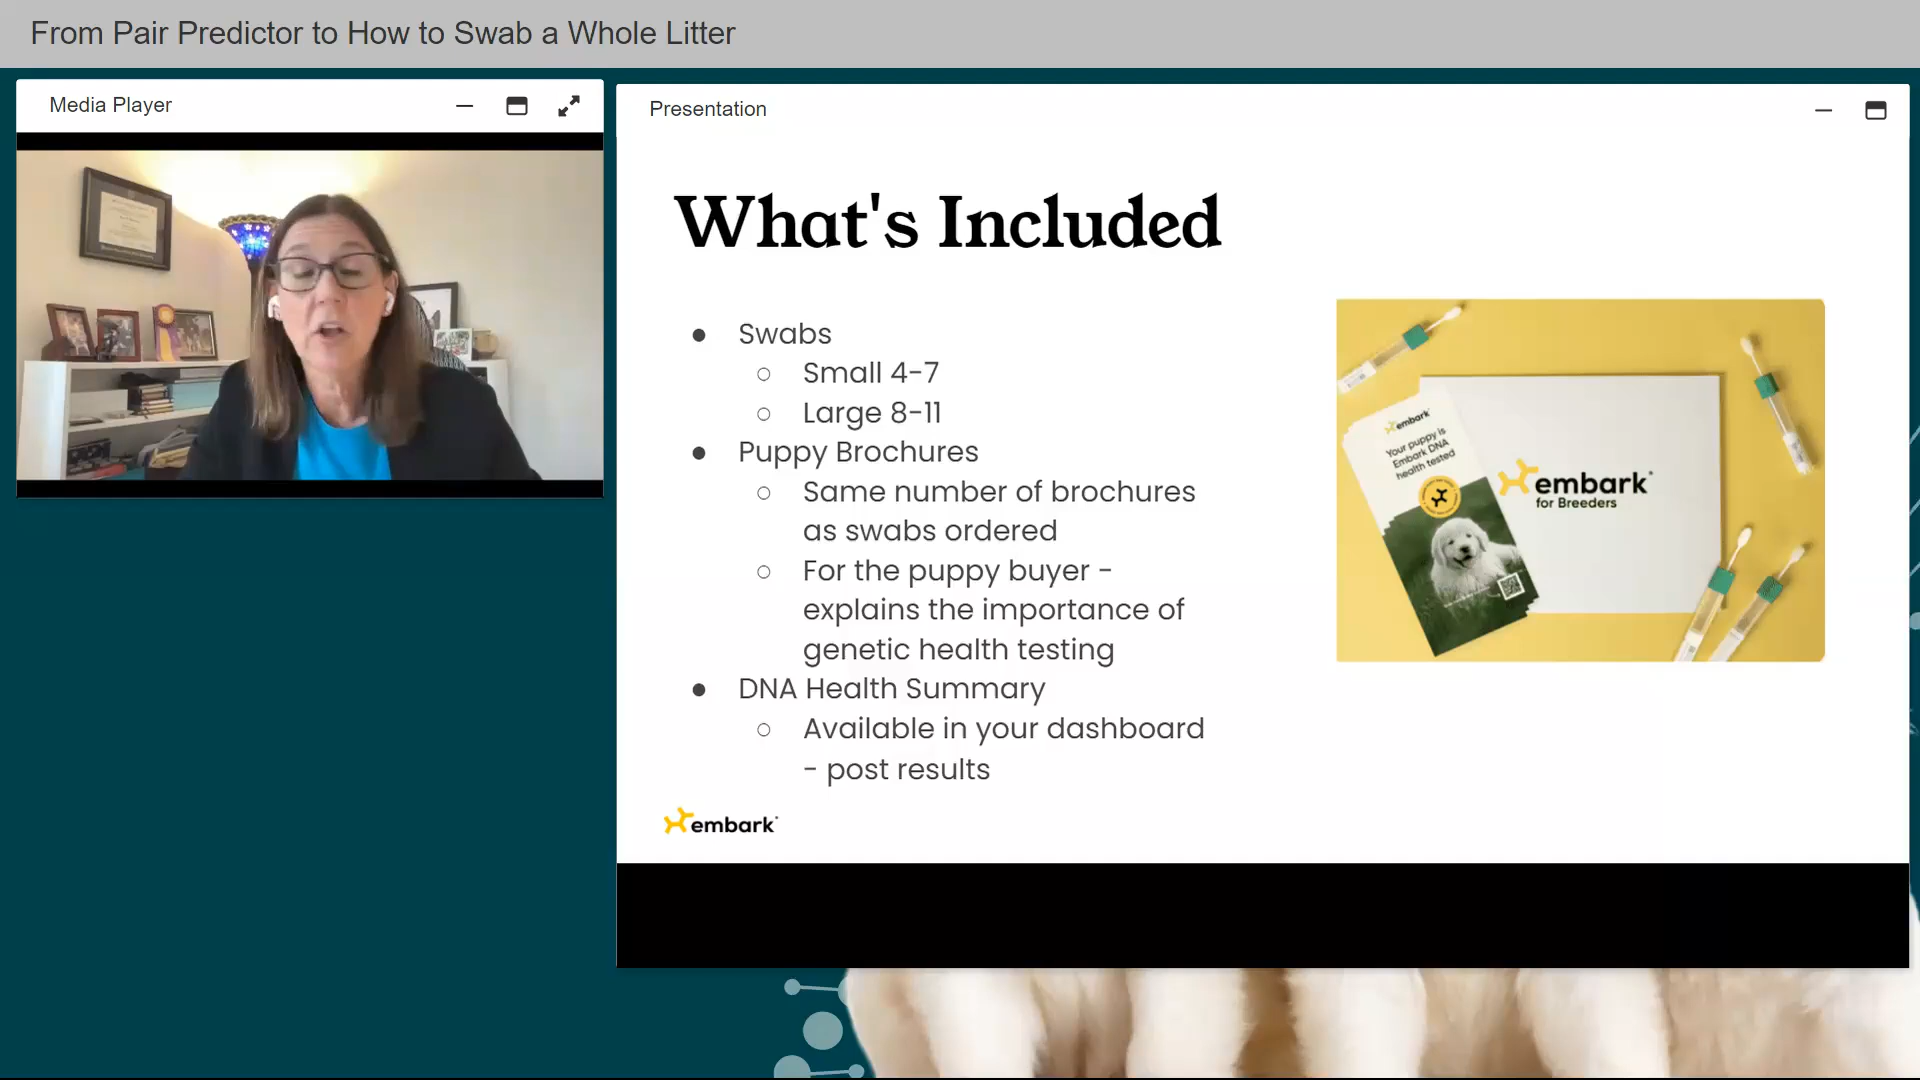 From Pair Predictor to How to Swab a Whole Litter
Media Player
Presentation
What's Included
● Swabs
○ Small 4-7
○ Large 8-11
● Puppy Brochures
○ Same number of brochures
as swabs ordered
○ For the puppy buyer -
explains the importance of
genetic health testing
● DNA Health Summary
○ Available in your dashboard
- post results
embark
Your puppy is
Embark DNA
health tested
embark
for Breeders
embark